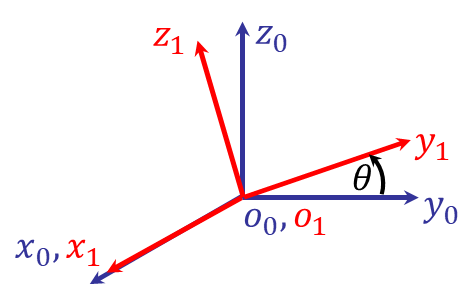 z₁
z₀
y₁
θ
y₀
o₀, o₁
x₀, x₁